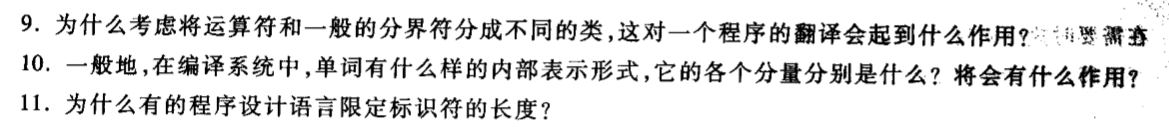 9. 为什么考虑将运算符和一般的分界符分成不同的类,这对一个程序的翻译会起到什么作用?
10. 一般地,在编译系统中,单词有什么样的内部表示形式,它的各个分量分别是什么? 将会有什么作用?
11. 为什么有的程序设计语言限定标识符的长度?